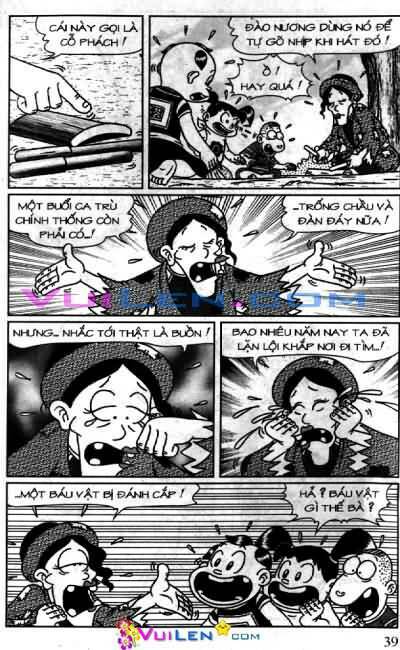 CÁI NÀY GỌI LÀ
CỖ PHÁCH !
ĐÀO NƯƠNG DÙNG NÓ ĐỂ
TỰ GÕ NHỊP KHI HÁT ĐÓ !
Ồ !
HAY QUÁ !
MỘT BUỔI CA TRÙ
CHÍNH THỐNG CÒN
PHẢI CÓ...!
...TRỐNG CHẦU VÀ
ĐÀN ĐÁY NỮA !
VuiLen.com
NHƯNG... NHẮC TỚI THẬT LÀ BUỒN !
BAO NHIÊU NĂM NAY TA ĐÃ
LẶN LỘI KHẮP NƠI ĐI TÌM...!
...MỘT BÁU VẬT BỊ ĐÁNH CẮP !
HẢ ? BÁU VẬT
GÌ THẾ BÀ ?
VuiLen.com
39